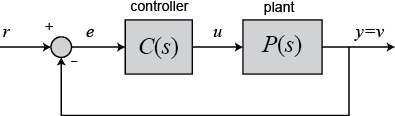 controller plant
r + e C(s) u P(s) y=v
−